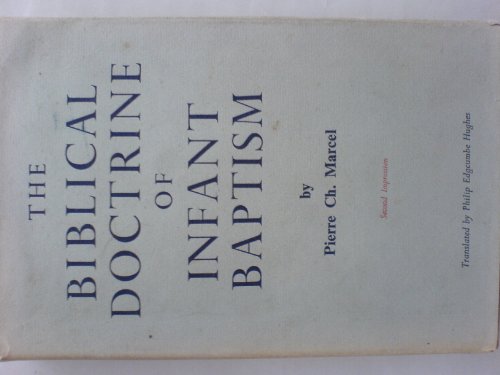 THE
BIBLICAL
DOCTRINE
OF
INFANT
BAPTISM
by
Pierre Ch. Marcel
Second Impression
Translated by Philip Edgcumbe Hughes